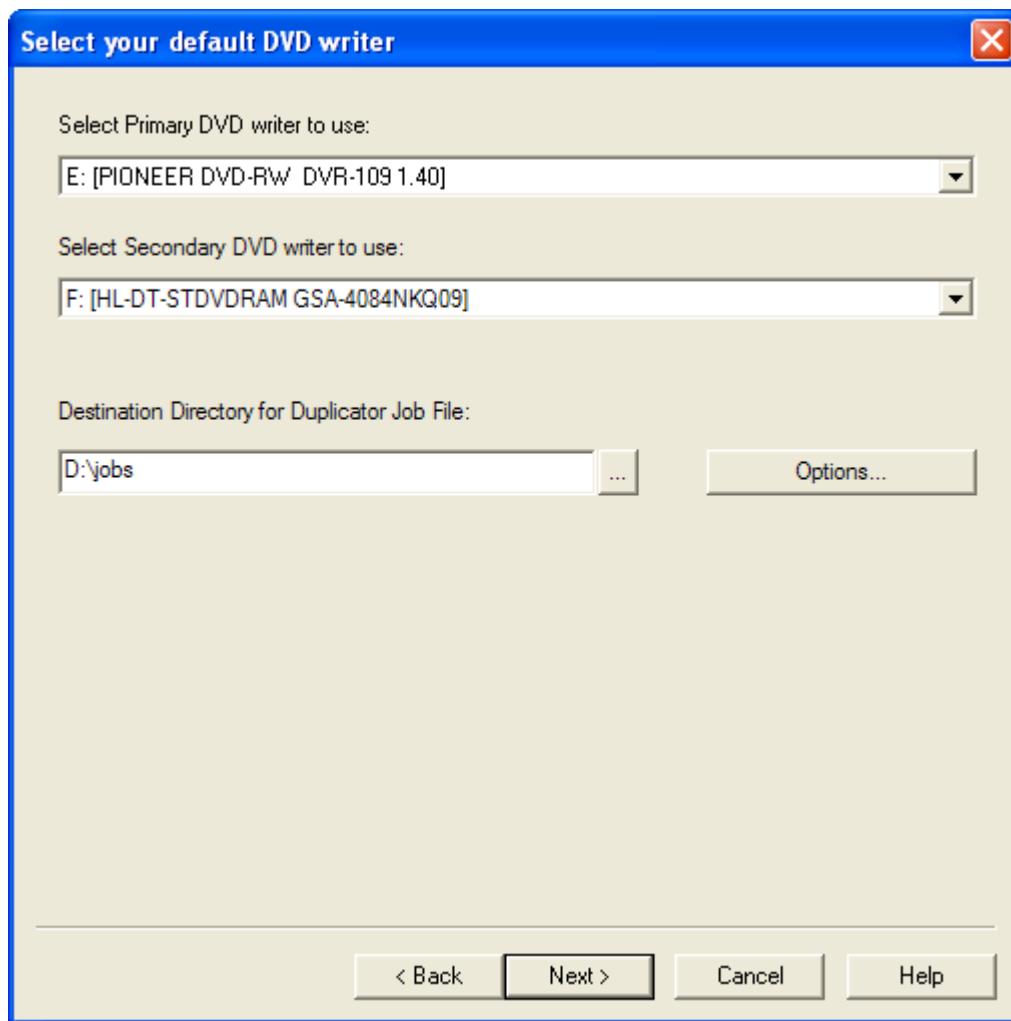 Select your default DVD writer
Select Primary DVD writer to use:
E: [PIONEER DVD-RW  DVR-109 1.40]
Select Secondary DVD writer to use:
F: [HL-DT-STDVDRAM GSA-4084NKQ09]
Destination Directory for Duplicator Job File:
D:\jobs ... Options...
< Back Next > Cancel Help